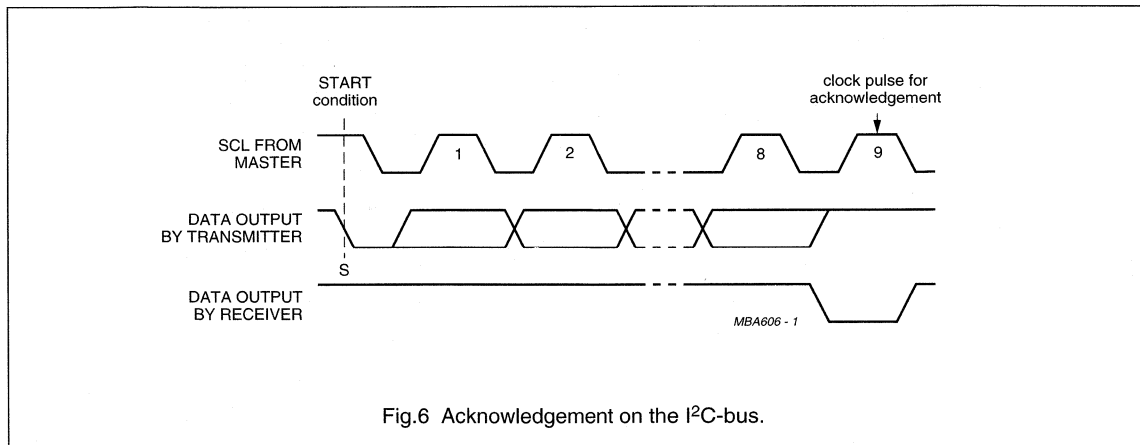 START
condition
clock pulse for
acknowledgement
SCL FROM
MASTER
1
2
8
9
DATA OUTPUT
BY TRANSMITTER
S
DATA OUTPUT
BY RECEIVER
MBA606 - 1
Fig.6 Acknowledgement on the I²C-bus.